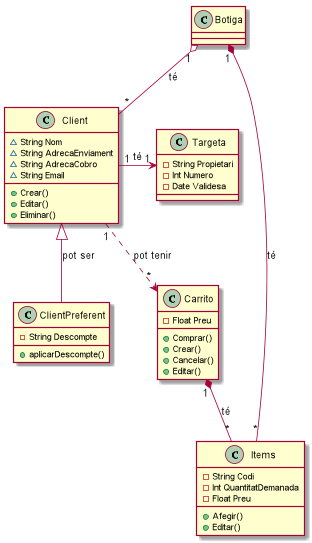 C Botiga
1
1
té
*
C Client
String Nom
String AdrecaEnviament
String AdrecaCobro
String Email
Crear()
Editar()
Eliminar()
1 té 1
C Targeta
String Propietari
Int Numero
Date Validesa
té
1
pot ser
pot tenir
*
C ClientPreferent
String Descompte
aplicarDescompte()
C Carrito
Float Preu
Comprar()
Crear()
Cancelar()
Editar()
1
té
*
*
C Items
String Codi
Int QuantitatDemanada
Float Preu
Afegir()
Editar()